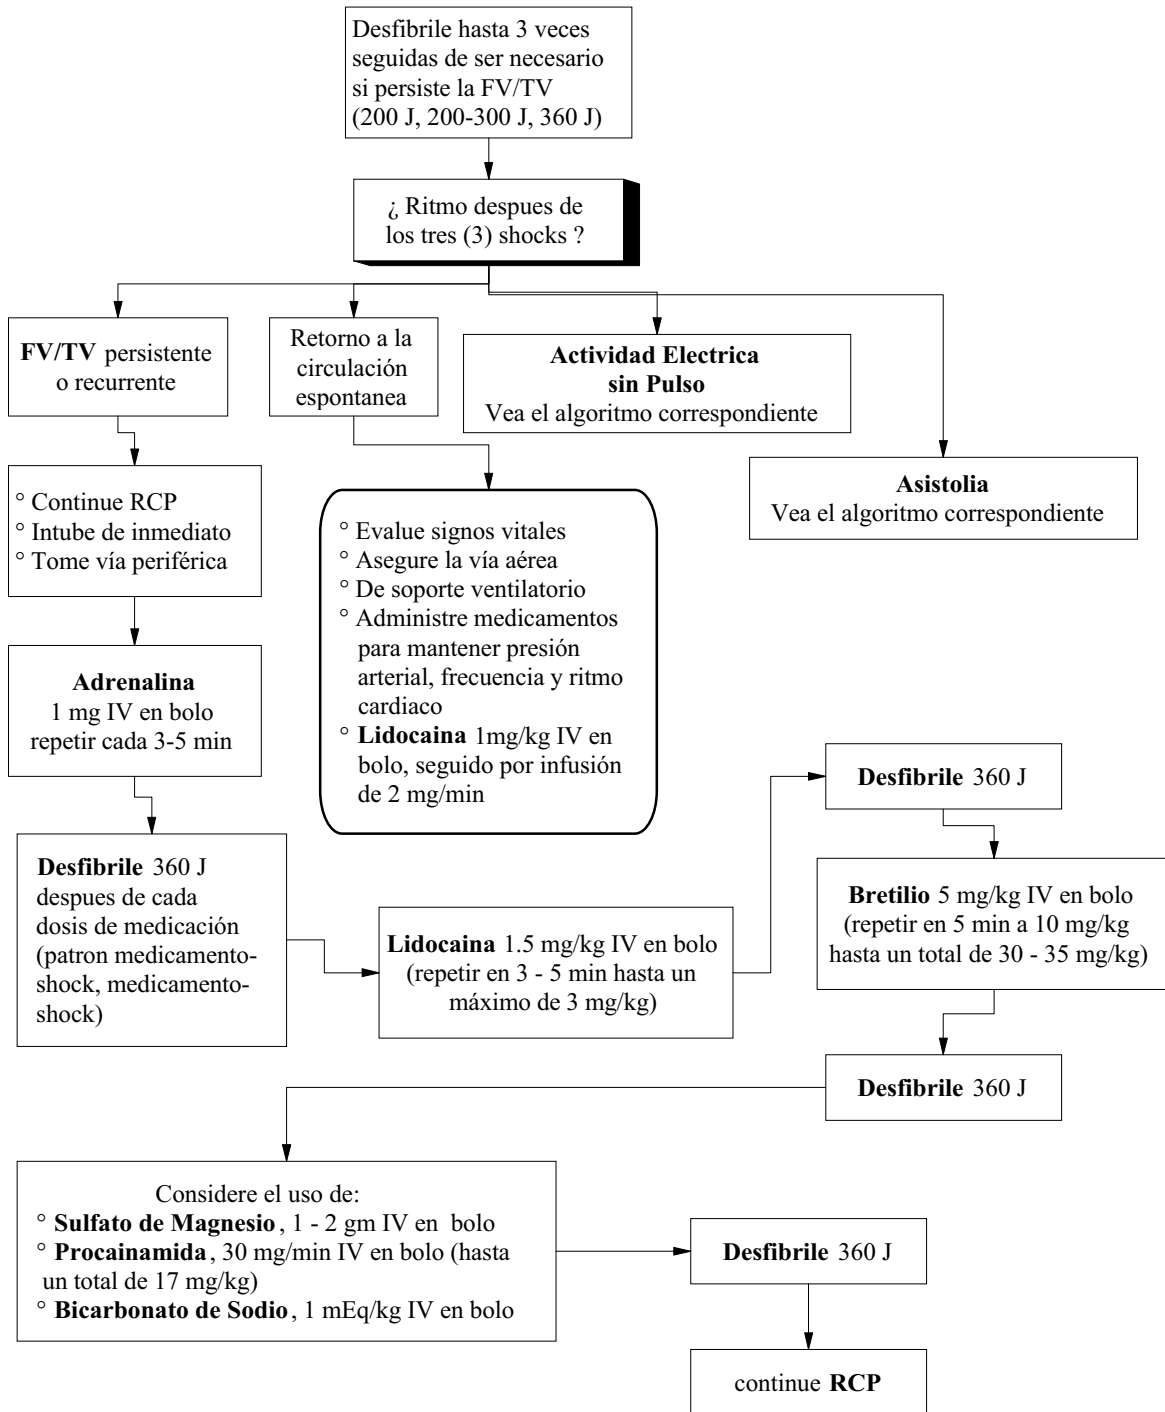 Desfibrile hasta 3 veces
seguidas de ser necesario
si persiste la FV/TV
(200 J, 200-300 J, 360 J)
¿ Ritmo despues de
los tres (3) shocks ?
FV/TV persistente
o recurrente
Retorno a la
circulación
espontanea
Actividad Electrica
sin Pulso
Vea el algoritmo correspondiente
Asistolia
Vea el algoritmo correspondiente
° Continue RCP
° Intube de inmediato
° Tome vía periférica
° Evalue signos vitales
° Asegure la vía aérea
° De soporte ventilatorio
° Administre medicamentos
para mantener presión
arterial, frecuencia y ritmo
cardiaco
° Lidocaina 1mg/kg IV en
bolo, seguido por infusión
de 2 mg/min
Adrenalina
1 mg IV en bolo
repetir cada 3-5 min
Desfibrile 360 J
despues de cada
dosis de medicación
(patron medicamento-
shock, medicamento-
shock)
Lidocaina 1.5 mg/kg IV en bolo
(repetir en 3 - 5 min hasta un
máximo de 3 mg/kg)
Desfibrile 360 J
Bretilio 5 mg/kg IV en bolo
(repetir en 5 min a 10 mg/kg
hasta un total de 30 - 35 mg/kg)
Desfibrile 360 J
Considere el uso de:
° Sulfato de Magnesio, 1 - 2 gm IV en bolo
° Procainamida, 30 mg/min IV en bolo (hasta
un total de 17 mg/kg)
° Bicarbonato de Sodio, 1 mEq/kg IV en bolo
Desfibrile 360 J
continue RCP